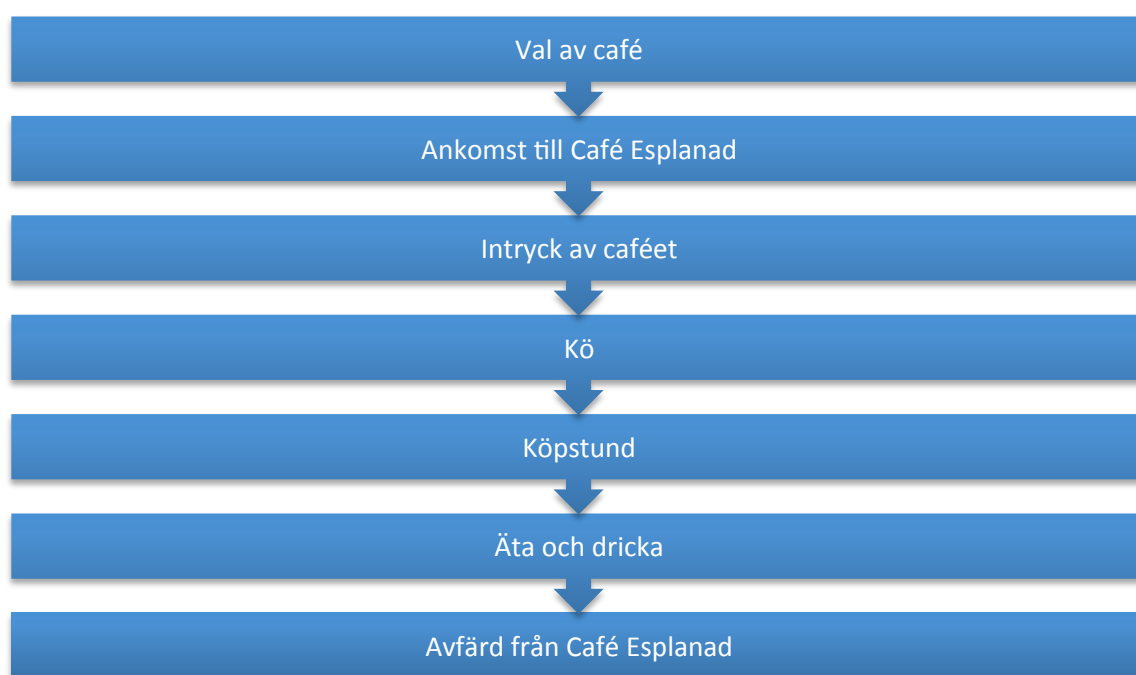 Val av café
Ankomst till Café Esplanad
Intryck av caféet
Kö
Köpstund
Äta och dricka
Avfärd från Café Esplanad